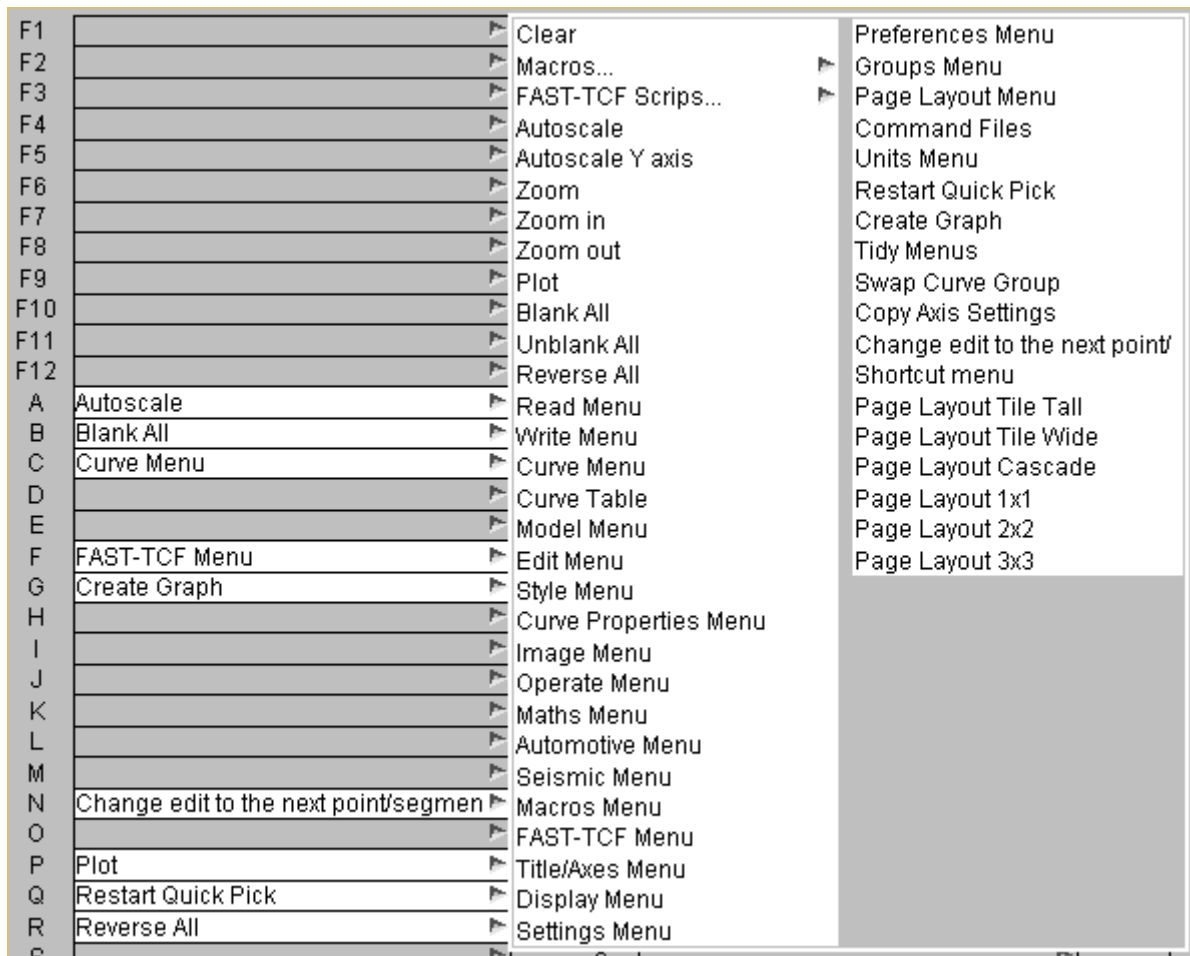 F1 Clear Preferences Menu
F2 Macros... Groups Menu
F3 FAST-TCF Scrips... Page Layout Menu
F4 Autoscale Command Files
F5 Autoscale Y axis Units Menu
F6 Zoom Restart Quick Pick
F7 Zoom in Create Graph
F8 Zoom out Tidy Menus
F9 Plot Swap Curve Group
F10 Blank All Copy Axis Settings
F11 Unblank All Change edit to the next point/
F12 Reverse All Shortcut menu
A Autoscale Read Menu Page Layout Tile Tall
B Blank All Write Menu Page Layout Tile Wide
C Curve Menu Curve Menu Page Layout Cascade
D Curve Table Page Layout 1x1
E Model Menu Page Layout 2x2
F FAST-TCF Menu Edit Menu Page Layout 3x3
G Create Graph Style Menu
H Curve Properties Menu
I Image Menu
J Operate Menu
K Maths Menu
L Automotive Menu
M Seismic Menu
N Change edit to the next point/segmen Macros Menu
O FAST-TCF Menu
P Plot Title/Axes Menu
Q Restart Quick Pick Display Menu
R Reverse All Settings Menu